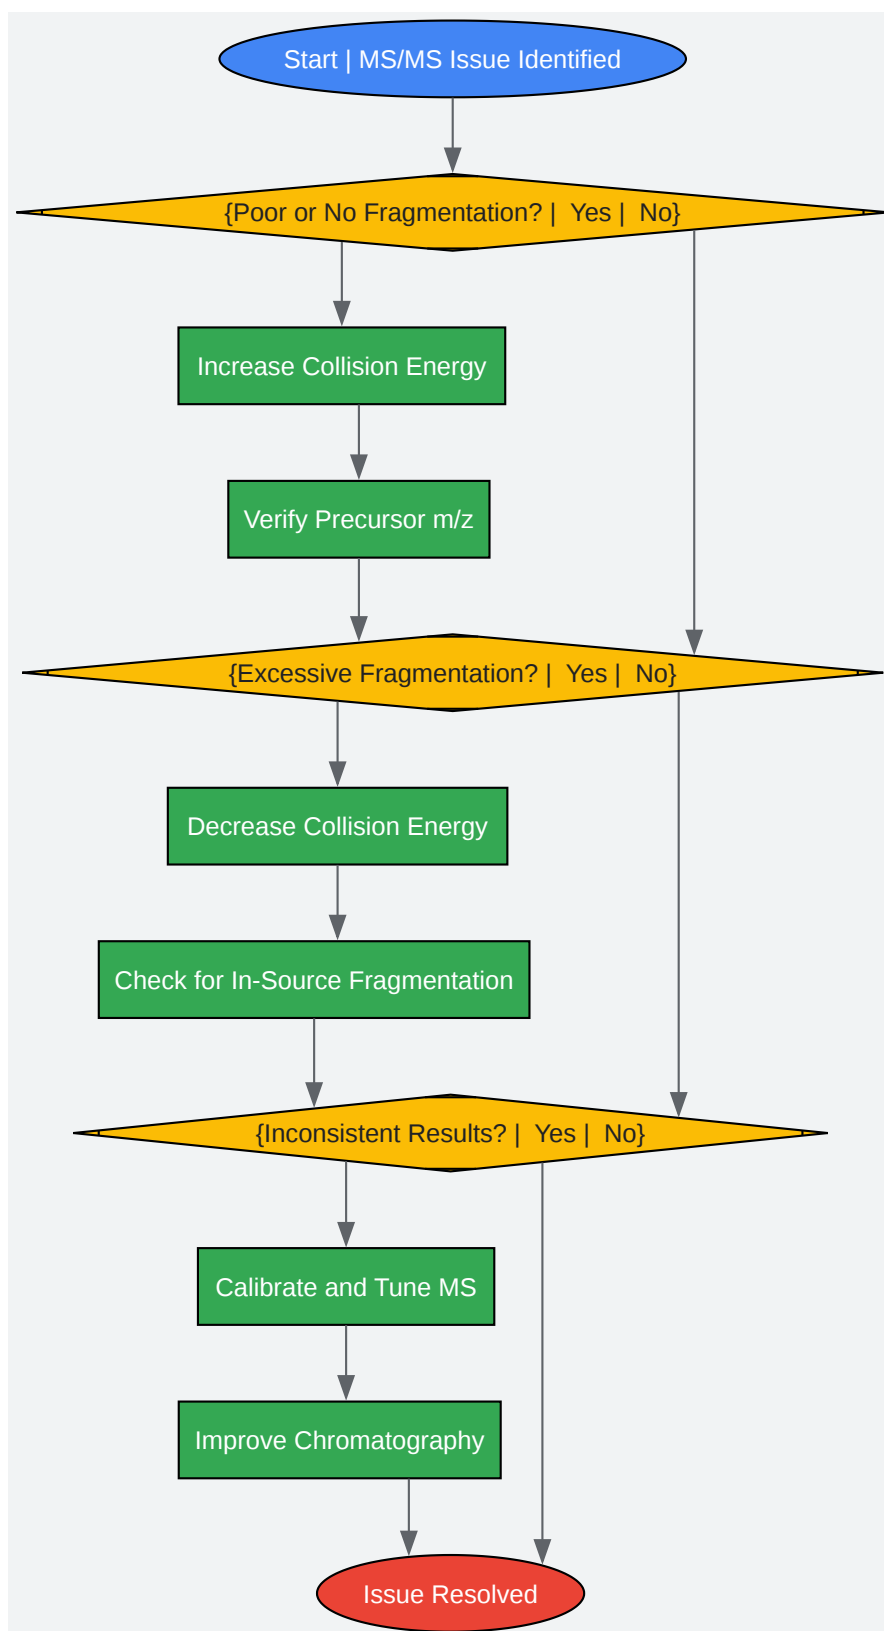 Start | MS/MS Issue Identified
{Poor or No Fragmentation? | Yes | No}
Increase Collision Energy
Verify Precursor m/z
{Excessive Fragmentation? | Yes | No}
Decrease Collision Energy
Check for In-Source Fragmentation
{Inconsistent Results? | Yes | No}
Calibrate and Tune MS
Improve Chromatography
Issue Resolved